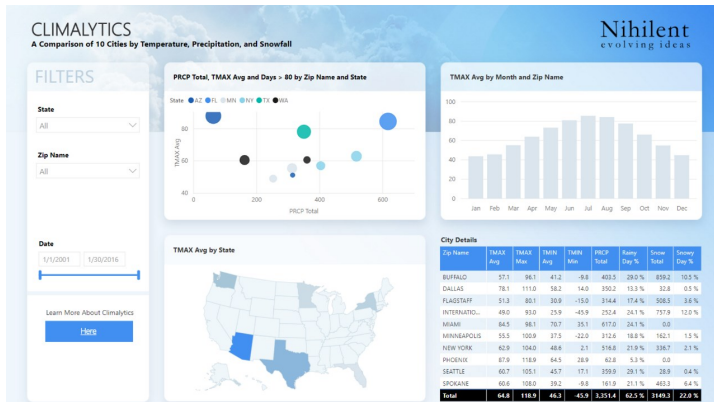 CLIMALYTICS
A Comparison of 10 Cities by Temperature, Precipitation, and Snowfall
Nihilent
evolving ideas
FILTERS
State
All
Zip Name
All
Date
1/1/2001 1/30/2016
Learn More About Climalytics
Here
PRCP Total, TMAX Avg and Days > 80 by Zip Name and State
State AZ FL MN NY TX WA
TMAX Avg
80
60
40
0 200 400 600
PRCP Total
TMAX Avg by Month and Zip Name
100
80
60
40
20
0
Jan Feb Mar Apr May Jun Jul Aug Sep Oct Nov Dec
TMAX Avg by State
City Details
Zip Name TMAX Avg TMAX Max TMIN Avg TMIN Min PRCP Total Rainy Day % Snow Total Snowy Day %
BUFFALO 57.1 96.1 41.2 -9.8 403.5 29.0 % 859.2 10.5 %
DALLAS 78.1 111.0 58.2 14.0 350.2 13.3 % 32.8 0.5 %
FLAGSTAFF 51.3 80.1 30.9 -15.0 314.4 17.4 % 508.3 3.6 %
INTERNATIO... 49.0 93.0 25.9 -45.9 252.4 24.1 % 757.9 12.0 %
MIAMI 84.5 98.1 70.7 35.1 617.0 24.1 % 0.0
MINNEAPOLIS 55.5 100.9 37.5 -22.0 312.6 18.8 % 162.1 1.5 %
NEW YORK 62.9 104.0 48.6 2.1 516.8 21.9 % 336.7 2.1 %
PHOENIX 87.9 118.9 64.5 28.9 62.8 5.3 % 0.0
SEATTLE 60.7 105.1 45.7 17.1 359.9 29.1 % 28.9 0.4 %
SPOKANE 60.6 108.0 39.2 -9.8 161.9 21.1 % 463.3 6.4 %
Total 64.8 118.9 46.3 -45.9 3,351.4 62.5 % 3149.3 22.0 %